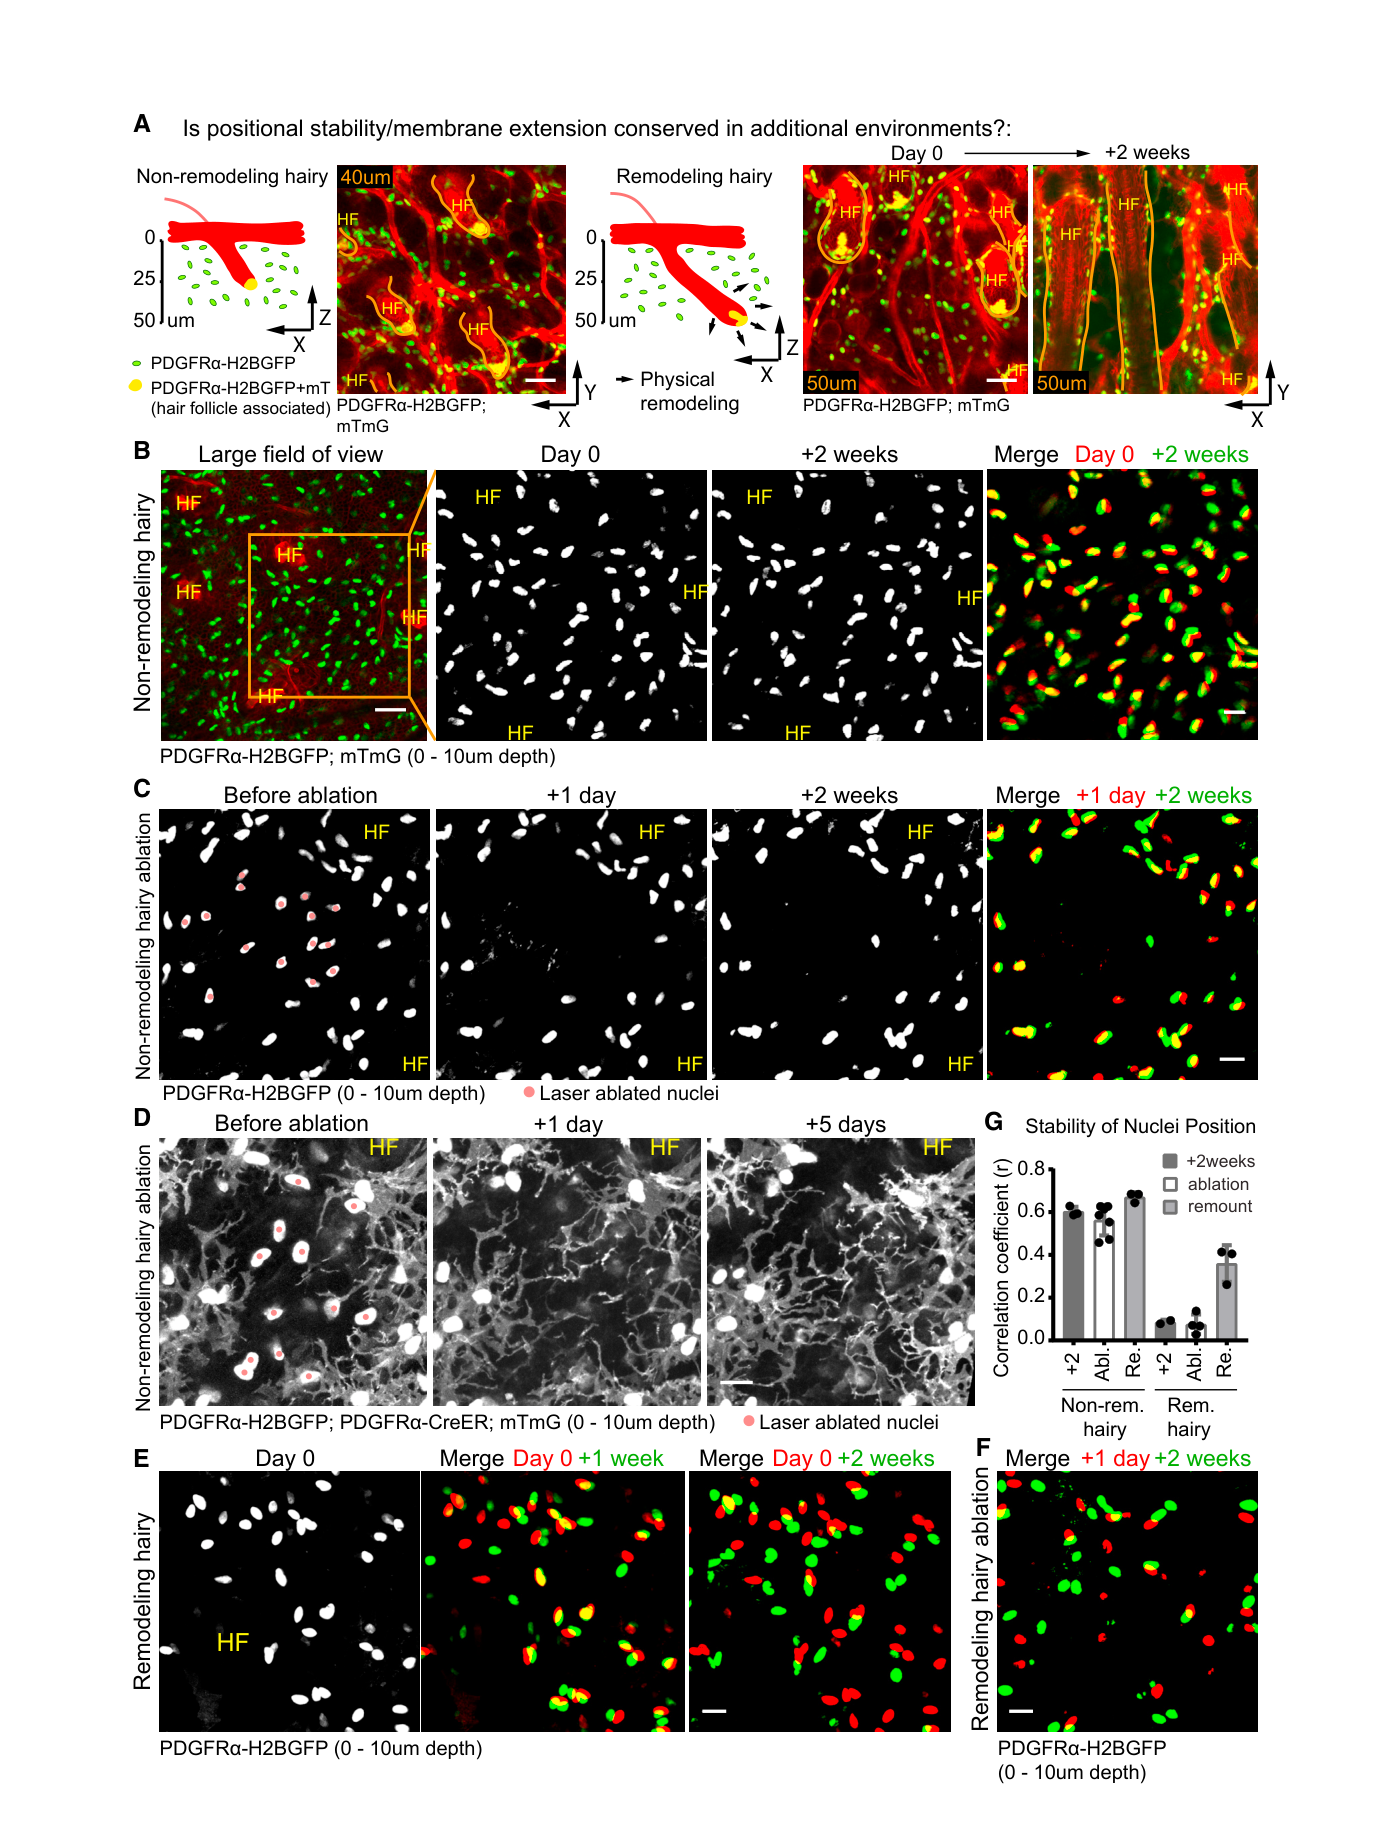 A
Is positional stability/membrane extension conserved in additional environments?:
Day 0
+2 weeks
Non-remodeling hairy
0
25
50
um
Z
X
PDGFRα-H2BGFP
PDGFRα-H2BGFP+mT
(hair follicle associated)
40um
HF
HF
HF
HF
HF
PDGFRα-H2BGFP;
mTmG
Y
X
Remodeling hairy
0
25
50
um
Z
X
Physical
remodeling
HF
HF
HF
HF
HF
HF
50um
PDGFRα-H2BGFP; mTmG
HF
HF
HF
HF
HF
50um
Y
X
B
Non-remodeling hairy
Large field of view
Day 0
+2 weeks
Merge Day 0 +2 weeks
HF
HF
HF
HF
HF
HF
HF
HF
HF
HF
HF
HF
PDGFRα-H2BGFP; mTmG (0 - 10um depth)
C
Non-remodeling hairy ablation
Before ablation
+1 day
+2 weeks
Merge +1 day +2 weeks
HF
HF
HF
HF
HF
HF
PDGFRα-H2BGFP (0 - 10um depth)
Laser ablated nuclei
D
Non-remodeling hairy ablation
Before ablation
+1 day
+5 days
HF
HF
HF
PDGFRα-H2BGFP; PDGFRα-CreER; mTmG (0 - 10um depth)
Laser ablated nuclei
G
Stability of Nuclei Position
Correlation coefficient (r)
0.8
0.6
0.4
0.2
0.0
+2weeks
ablation
remount
+2
Abl.
Re.
+2
Abl.
Re.
Non-rem.
hairy
Rem.
hairy
E
Remodeling hairy
Day 0
Merge Day 0 +1 week
Merge Day 0 +2 weeks
HF
PDGFRα-H2BGFP (0 - 10um depth)
F
Remodeling hairy ablation
Merge +1 day +2 weeks
PDGFRα-H2BGFP
(0 - 10um depth)